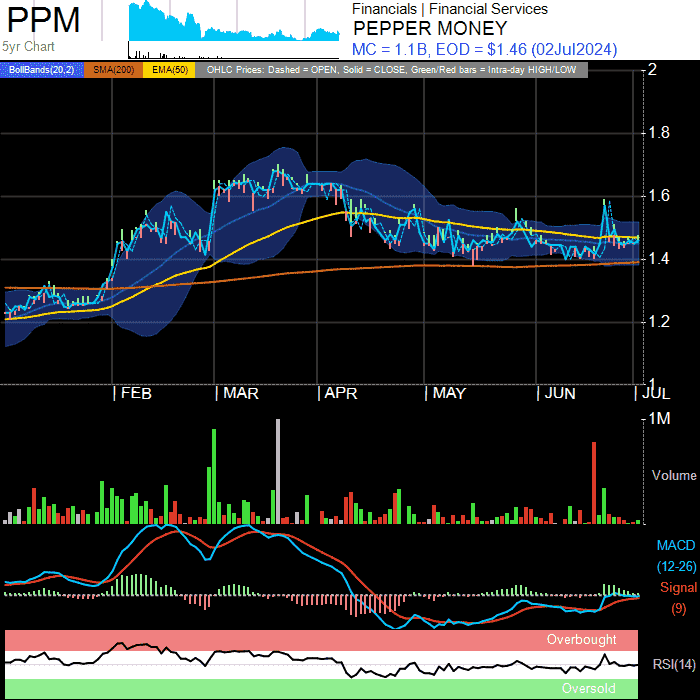 PPM
5yr Chart
Financials | Financial Services
PEPPER MONEY
MC = 1.1B, EOD = $1.46 (02Jul2024)
BollBands(20,2) SMA(200) EMA(50) OHLC Prices: Dashed = OPEN, Solid = CLOSE, Green/Red bars = Intra-day HIGH/LOW
2
1.8
1.6
1.4
1.2
1
| FEB | MAR | APR | MAY | JUN | JUL
1M
Volume
MACD
(12-26)
Signal
(9)
Overbought
RSI(14)
Oversold